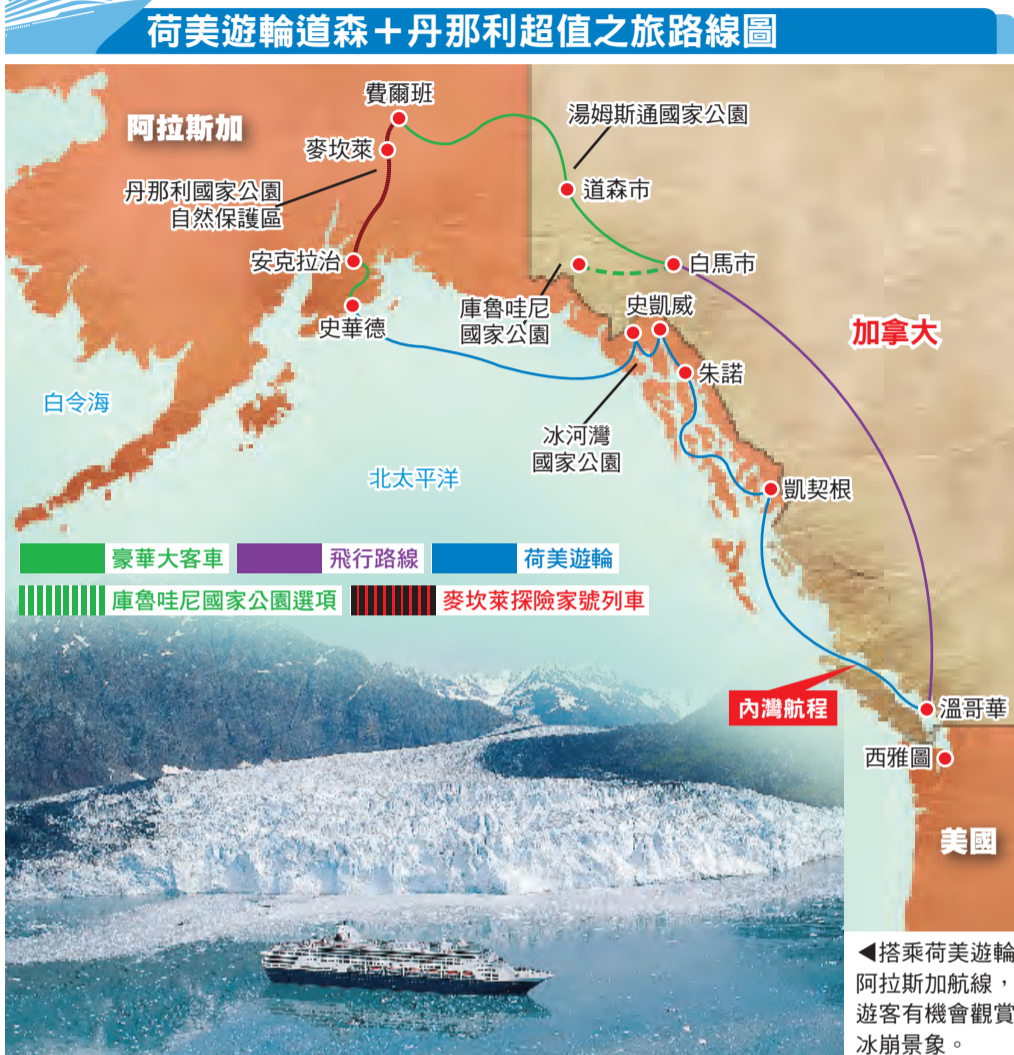 荷美遊輪道森＋丹那利超值之旅路線圖
費爾班
阿拉斯加
湯姆斯通國家公園
麥坎萊
丹那利國家公園
自然保護區
道森市
安克拉治
白馬市
史華德
庫魯哇尼
國家公園
史凱威
加拿大
朱諾
白令海
冰河灣
國家公園
北太平洋
凱契根
豪華大客車
飛行路線
荷美遊輪
庫魯哇尼國家公園選項
麥坎萊探險家號列車
內灣航程
溫哥華
西雅圖
美國
◀搭乘荷美遊輪
阿拉斯加航線，
遊客有機會觀賞
冰崩景象。